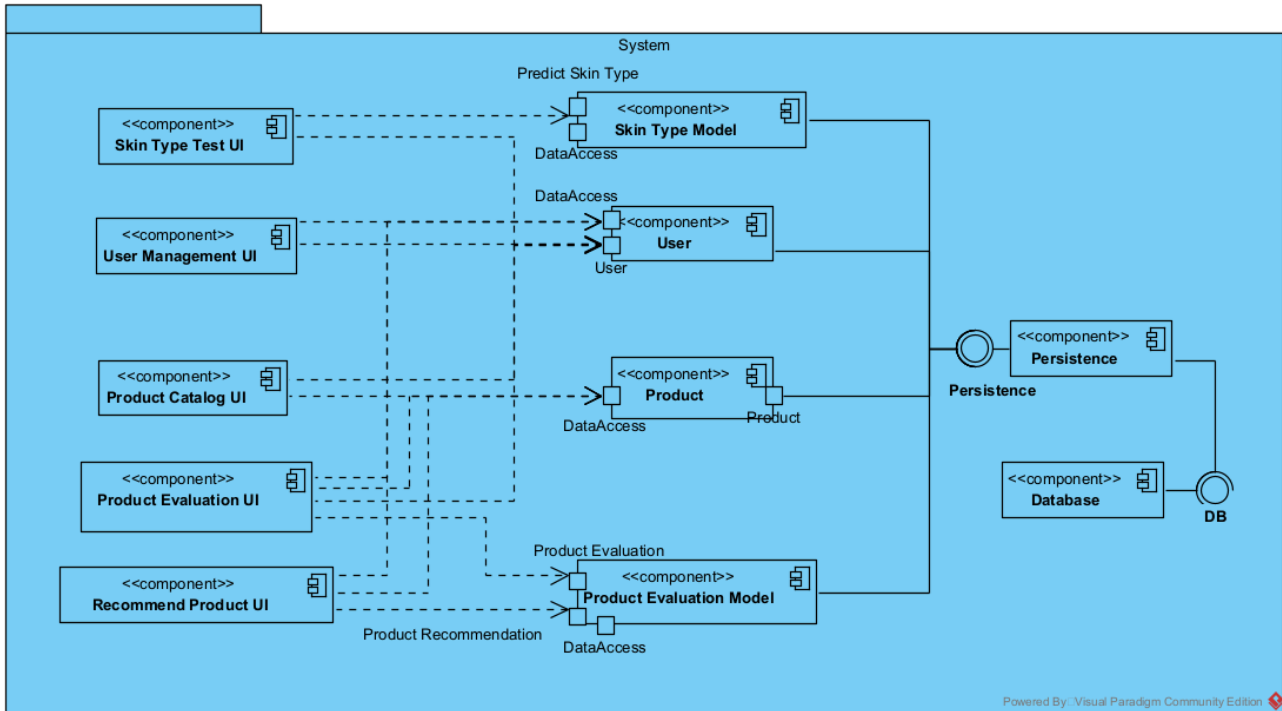 System
Predict Skin Type
<<component>>
Skin Type Test UI
<<component>>
Skin Type Model
DataAccess
DataAccess
<<component>>
User Management UI
<<component>>
User
User
<<component>>
Persistence
Persistence
<<component>>
Product Catalog UI
<<component>>
Product
Product
DataAccess
<<component>>
Product Evaluation UI
<<component>>
Database
DB
Product Evaluation
<<component>>
Recommend Product UI
<<component>>
Product Evaluation Model
Product Recommendation
DataAccess
Powered By Visual Paradigm Community Edition